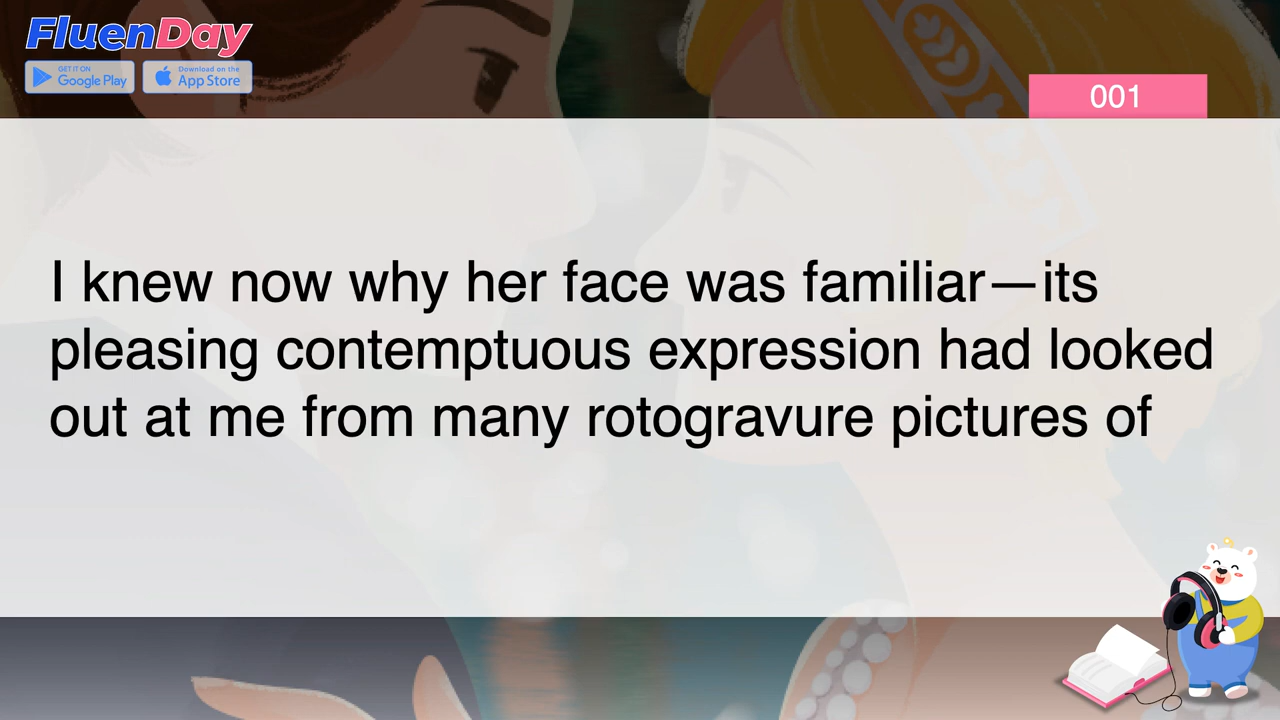 FluenDay
GET IT ON
Google Play
Download on the
App Store
001
I knew now why her face was familiar—its
pleasing contemptuous expression had looked
out at me from many rotogravure pictures of